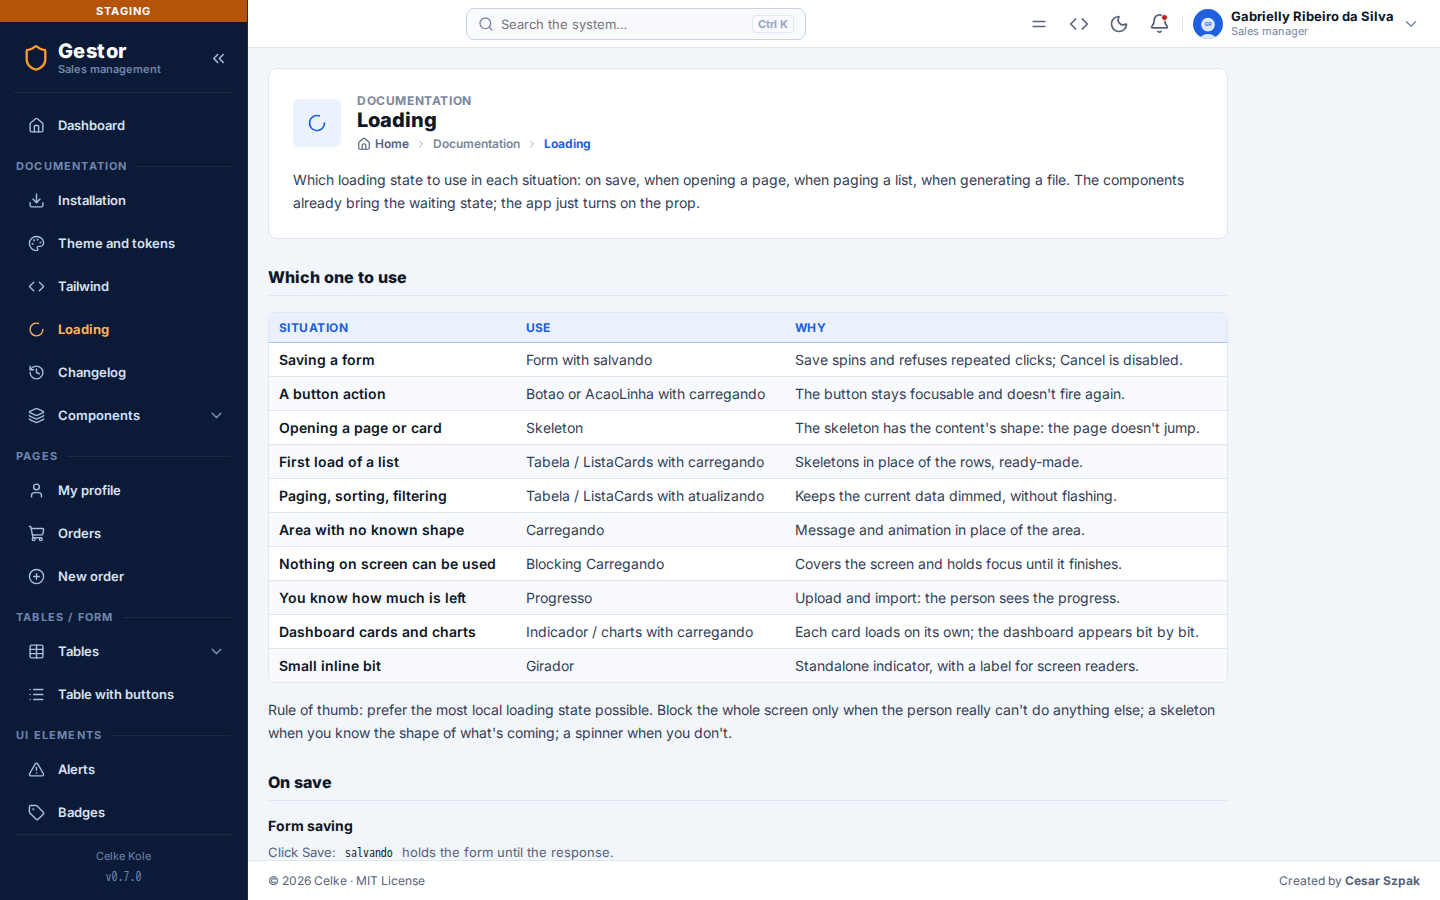 STAGING
Gestor
Sales management
Dashboard
DOCUMENTATION
Installation
Theme and tokens
Tailwind
Loading
Changelog
Components
PAGES
My profile
Orders
New order
TABLES / FORM
Tables
Table with buttons
UI ELEMENTS
Alerts
Badges
Celke Kole
v0.7.0
Search the system...
Ctrl K
GR
Gabrielly Ribeiro da Silva
Sales manager
DOCUMENTATION
Loading
Home
Documentation
Loading
Which loading state to use in each situation: on save, when opening a page, when paging a list, when generating a file. The components
already bring the waiting state; the app just turns on the prop.
Which one to use
SITUATION USE WHY
Saving a form Form with salvando Save spins and refuses repeated clicks; Cancel is disabled.
A button action Botao or AcaoLinha with carregando The button stays focusable and doesn't fire again.
Opening a page or card Skeleton The skeleton has the content's shape: the page doesn't jump.
First load of a list Tabela / ListaCards with carregando Skeletons in place of the rows, ready-made.
Paging, sorting, filtering Tabela / ListaCards with atualizando Keeps the current data dimmed, without flashing.
Area with no known shape Carregando Message and animation in place of the area.
Nothing on screen can be used Blocking Carregando Covers the screen and holds focus until it finishes.
You know how much is left Progresso Upload and import: the person sees the progress.
Dashboard cards and charts Indicador / charts with carregando Each card loads on its own; the dashboard appears bit by bit.
Small inline bit Girador Standalone indicator, with a label for screen readers.
Rule of thumb: prefer the most local loading state possible. Block the whole screen only when the person really can't do anything else; a skeleton
when you know the shape of what's coming; a spinner when you don't.
On save
Form saving
Click Save: salvando holds the form until the response.
© 2026 Celke · MIT License
Created by Cesar Szpak